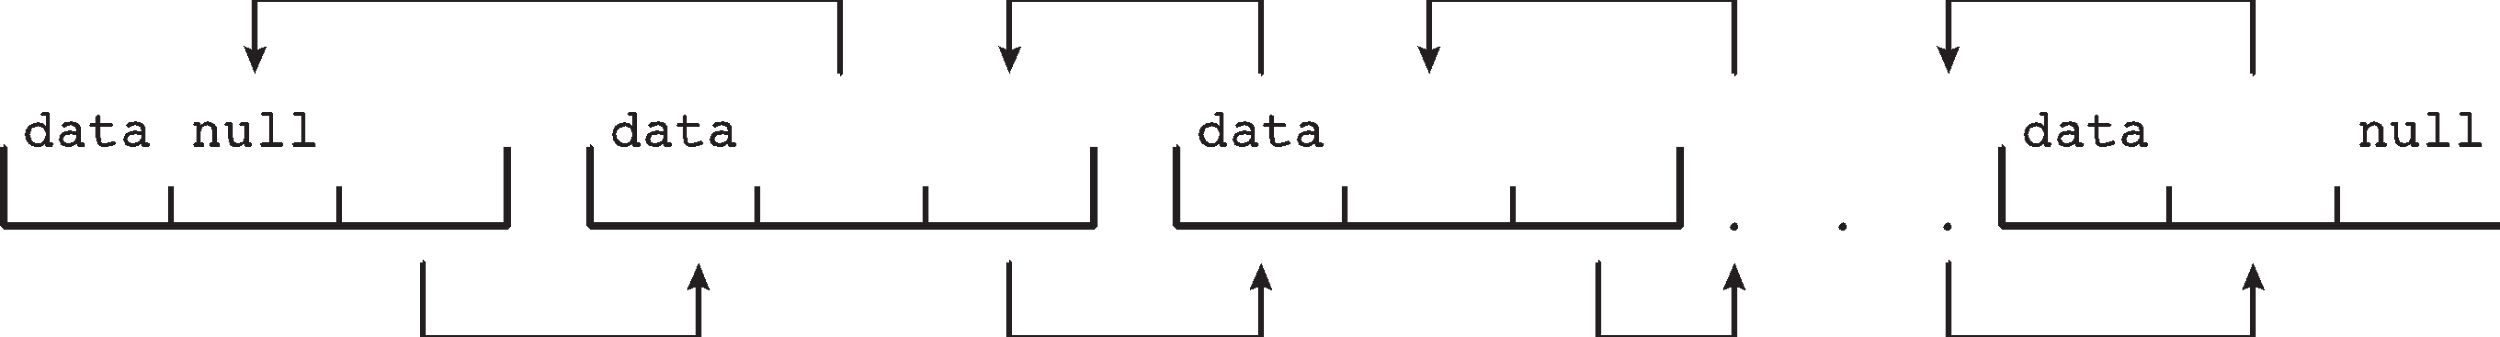 data null data data . . . data null